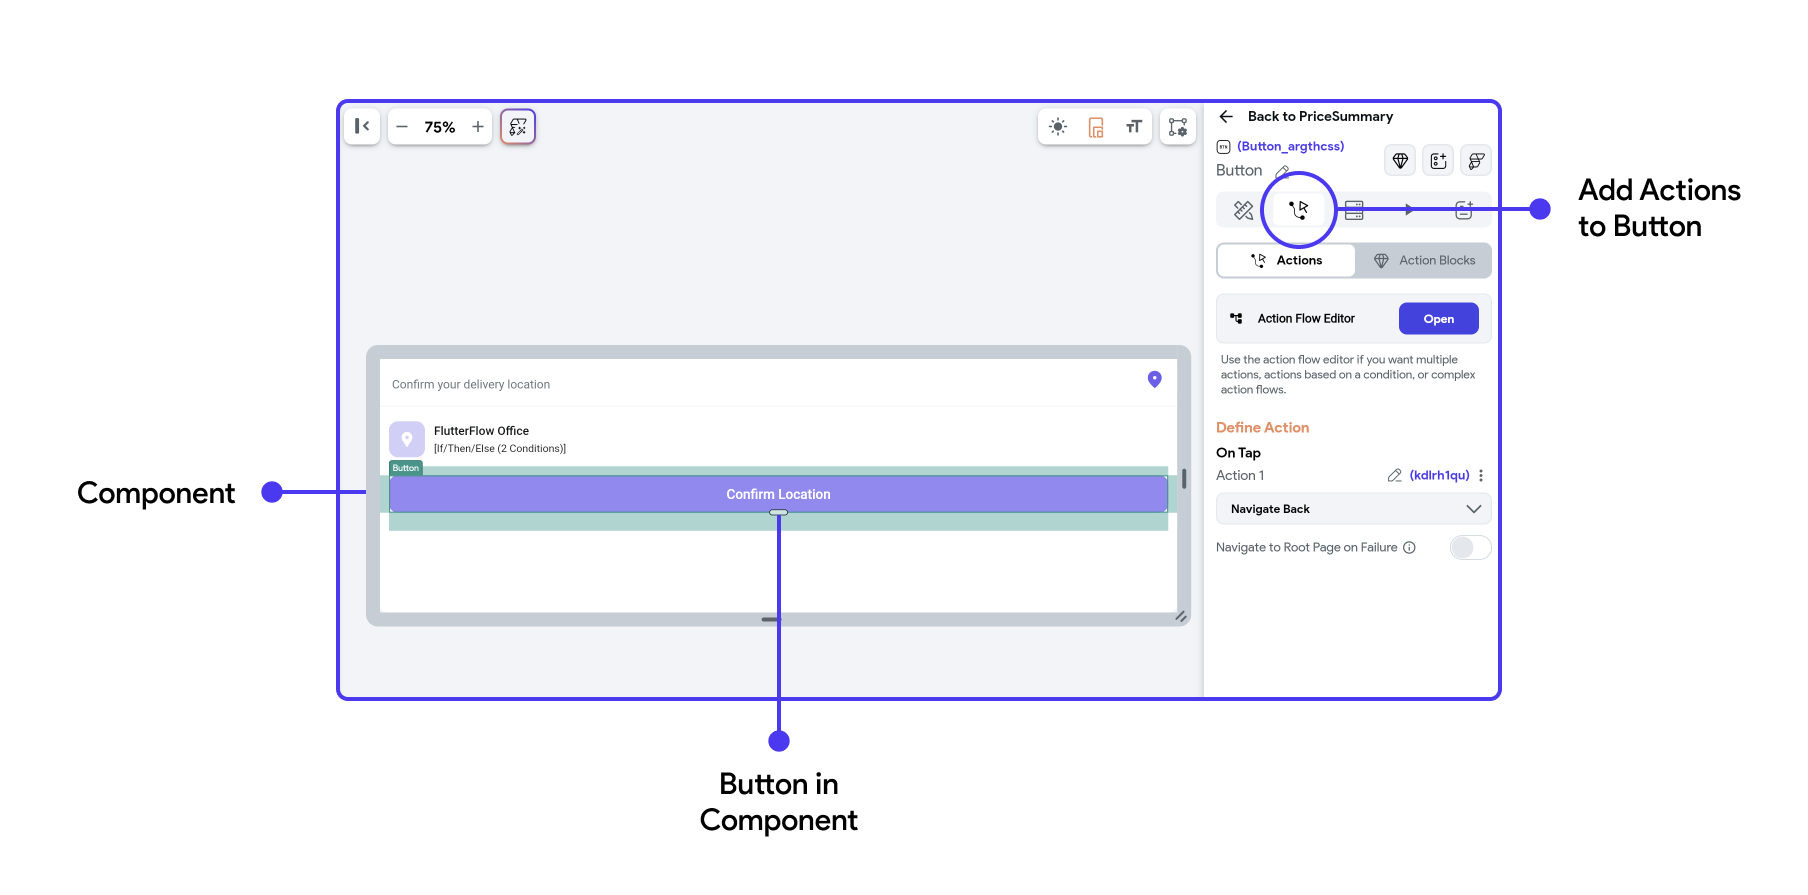 75%
Back to PriceSummary
(Button_argthcss)
Button
Add Actions
to Button
Actions
Action Blocks
Action Flow Editor
Open
Use the action flow editor if you want multiple
actions, actions based on a condition, or complex
action flows.
Define Action
On Tap
Action 1
(kdlrh1qu)
Navigate Back
Navigate to Root Page on Failure
Confirm your delivery location
FlutterFlow Office
[If/Then/Else (2 Conditions)]
Button
Confirm Location
Component
Button in
Component